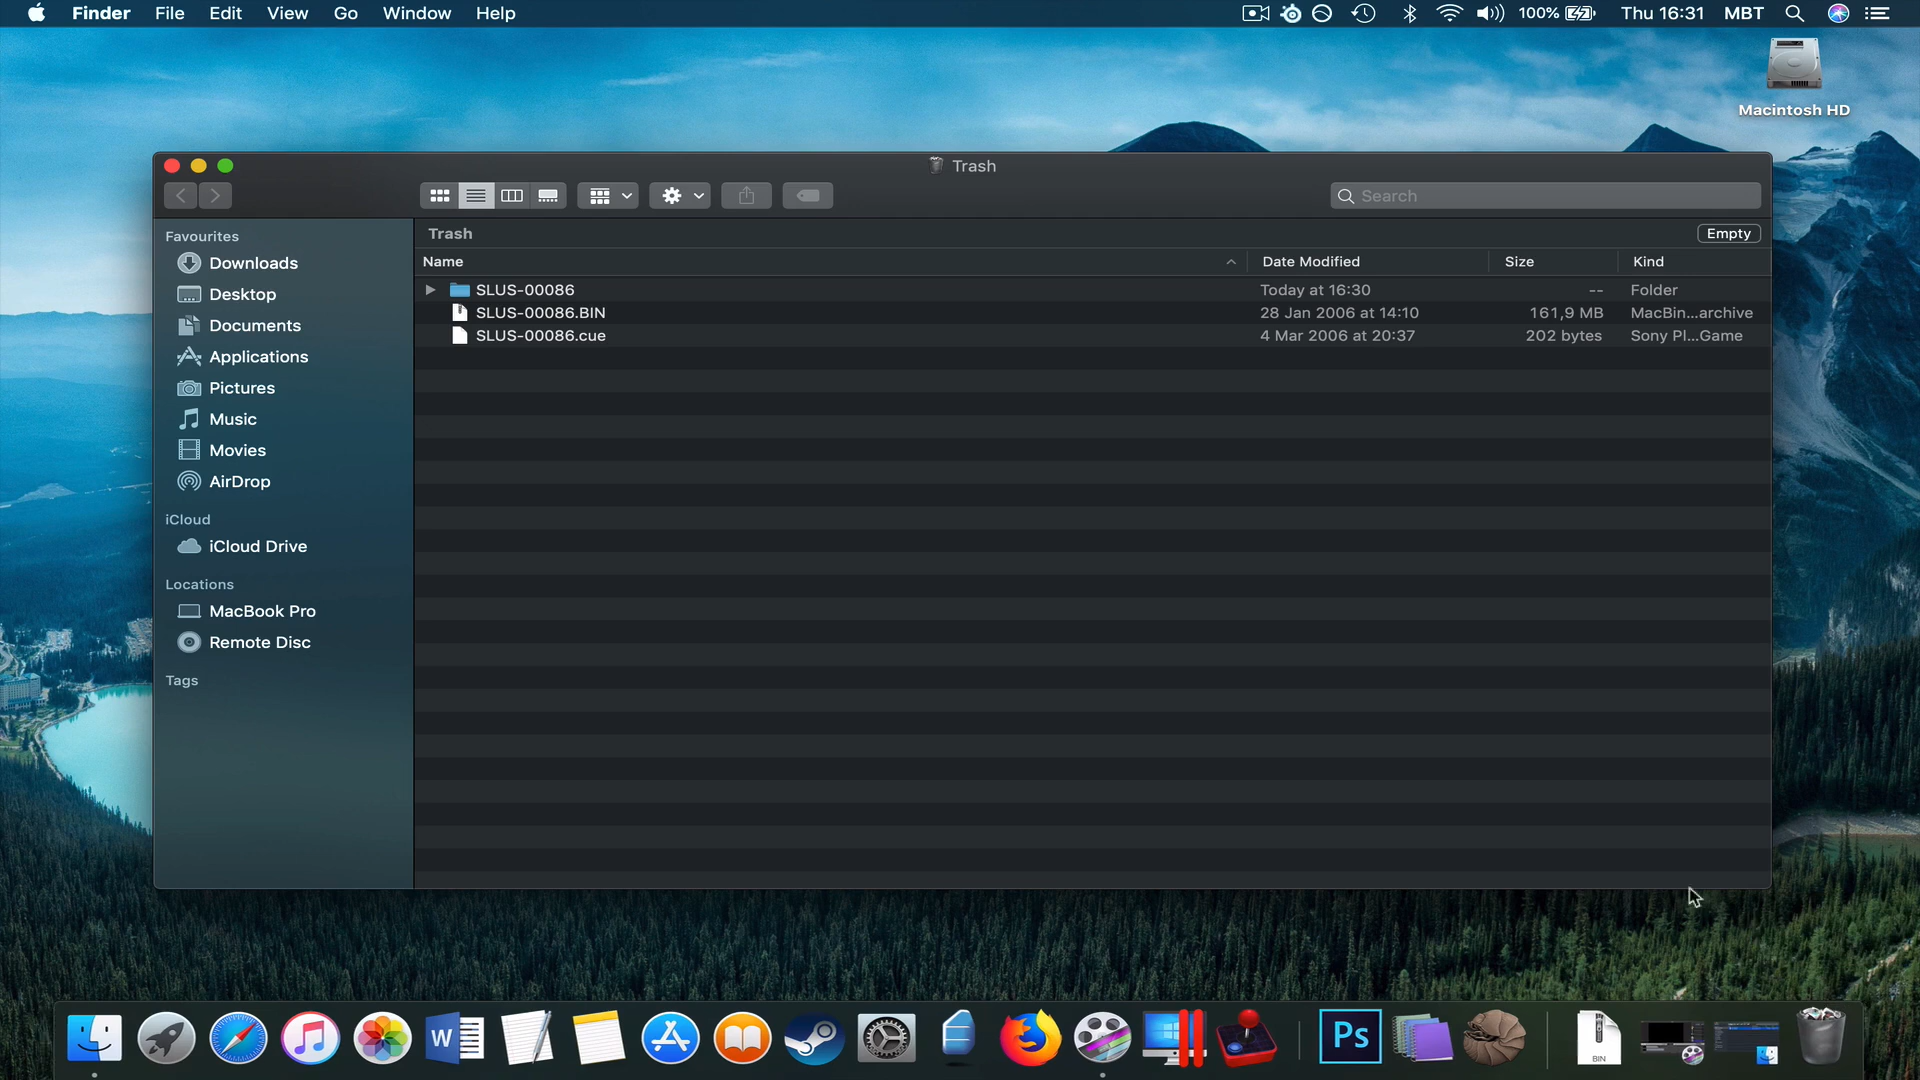 Finder File Edit View Go Window Help 100% Thu 16:31 MBT
Macintosh HD
Trash
Search
Favourites
Downloads
Desktop
Documents
Applications
Pictures
Music
Movies
AirDrop
iCloud
iCloud Drive
Locations
MacBook Pro
Remote Disc
Tags
Trash Empty
Name Date Modified Size Kind
SLUS-00086 Today at 16:30 -- Folder
SLUS-00086.BIN 28 Jan 2006 at 14:10 161,9 MB MacBin...archive
SLUS-00086.cue 4 Mar 2006 at 20:37 202 bytes Sony Pl...Game
W
Ps
BIN